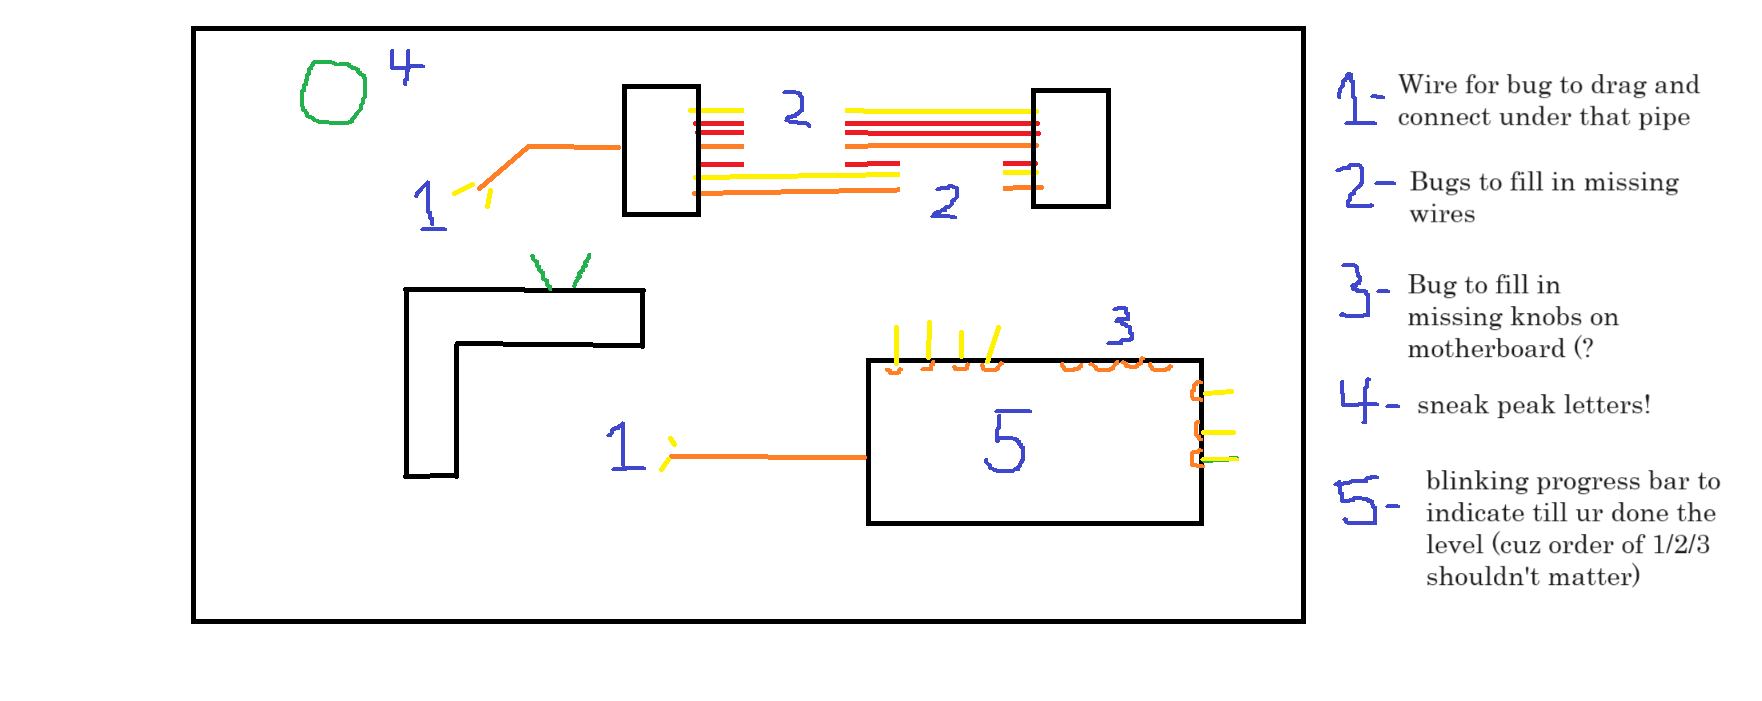 4
2
1
2
3
1
5
1- Wire for bug to drag and
connect under that pipe
2- Bugs to fill in missing
wires
3- Bug to fill in
missing knobs on
motherboard (?
4- sneak peak letters!
5- blinking progress bar to
indicate till ur done the
level (cuz order of 1/2/3
shouldn't matter)